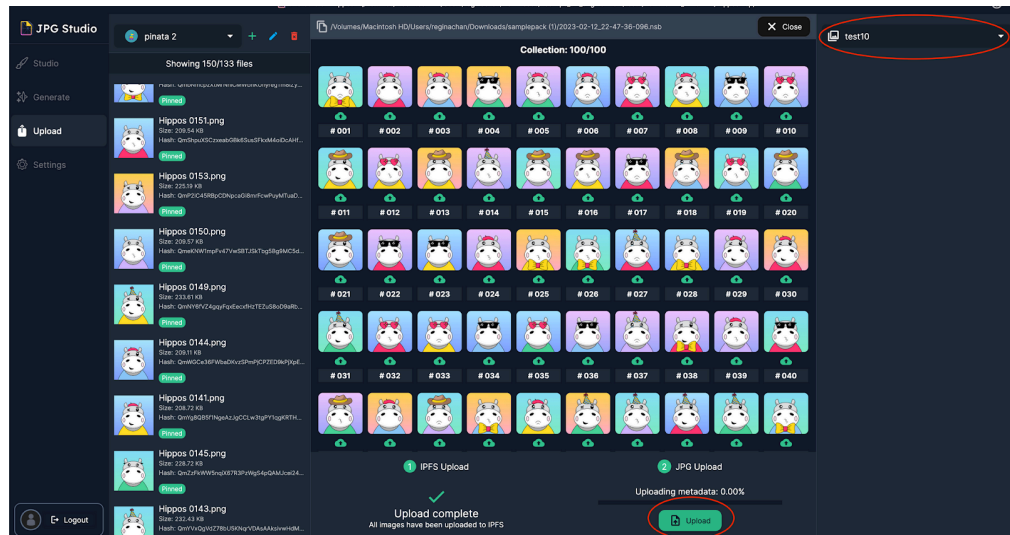 JPG Studio
Studio
Generate
Upload
Settings
Logout
pinata 2
Showing 150/133 files
Pinned
Hippos 0151.png
Size: 209.54 KB
Pinned
Hippos 0153.png
Size: 225.19 KB
Pinned
Hippos 0150.png
Size: 209.57 KB
Pinned
Hippos 0149.png
Size: 233.61 KB
Pinned
Hippos 0144.png
Size: 209.11 KB
Pinned
Hippos 0141.png
Size: 208.72 KB
Pinned
Hippos 0145.png
Size: 228.72 KB
Pinned
Hippos 0143.png
Size: 232.43 KB
/Volumes/Macintosh HD/Users/reginachan/Downloads/samplepack (1)/2023-02-12_22-47-36-096.nsb
Close
Collection: 100/100
# 001 # 002 # 003 # 004 # 005 # 006 # 007 # 008 # 009 # 010
# 011 # 012 # 013 # 014 # 015 # 016 # 017 # 018 # 019 # 020
# 021 # 022 # 023 # 024 # 025 # 026 # 027 # 028 # 029 # 030
# 031 # 032 # 033 # 034 # 035 # 036 # 037 # 038 # 039 # 040
1 IPFS Upload
Upload complete
All images have been uploaded to IPFS
2 JPG Upload
Uploading metadata: 0.00%
Upload
test10